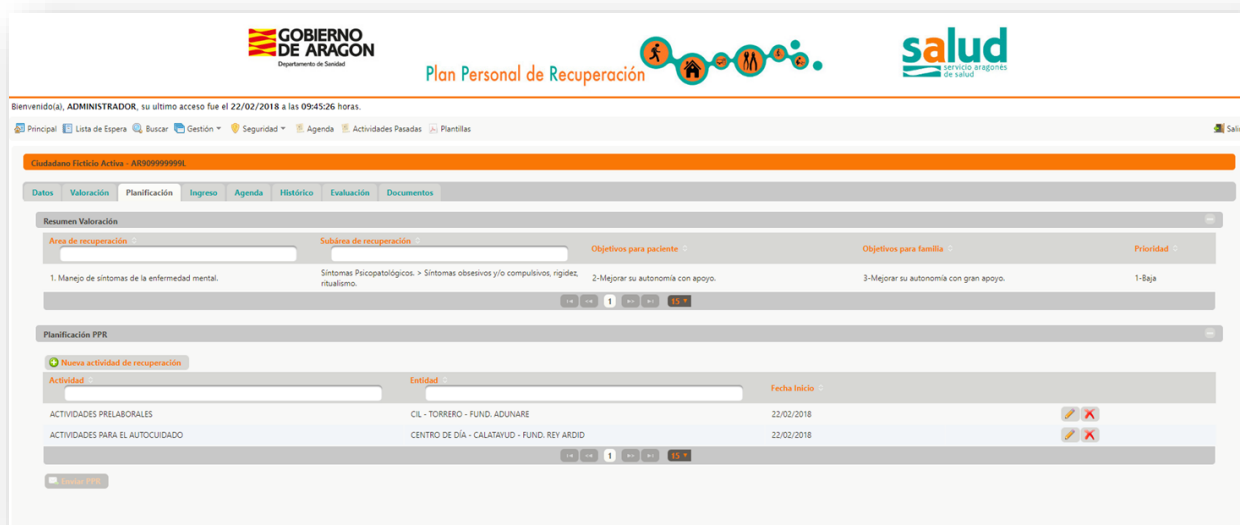 GOBIERNO
DE ARAGON
Departamento de Sanidad
Plan Personal de Recuperación
salud
servicio aragonés
de salud
Bienvenido(a), ADMINISTRADOR, su ultimo acceso fue el 22/02/2018 a las 09:45:26 horas.
Principal Lista de Espera Buscar Gestión Seguridad Agenda Actividades Pasadas Plantillas Sali
Ciudadano Ficticio Activa - AR909999999L
Datos Valoración Planificación Ingreso Agenda Histórico Evaluación Documentos
Resumen Valoración
Area de recuperación Subárea de recuperación Objetivos para paciente Objetivos para familia Prioridad
1. Manejo de síntomas de la enfermedad mental. Síntomas Psicopatológicos. > Síntomas obsesivos y/o compulsivos, rigidez, 2-Mejorar su autonomía con apoyo. 3-Mejorar su autonomía con gran apoyo. 1-Baja
ritualismo.
1 15
Planificación PPR
Nueva actividad de recuperación
Actividad Entidad Fecha Inicio
ACTIVIDADES PRELABORALES CIL - TORRERO - FUND. ADUNARE 22/02/2018
ACTIVIDADES PARA EL AUTOCUIDADO CENTRO DE DÍA - CALATAYUD - FUND. REY ARDID 22/02/2018
1 15
Enviar PPR